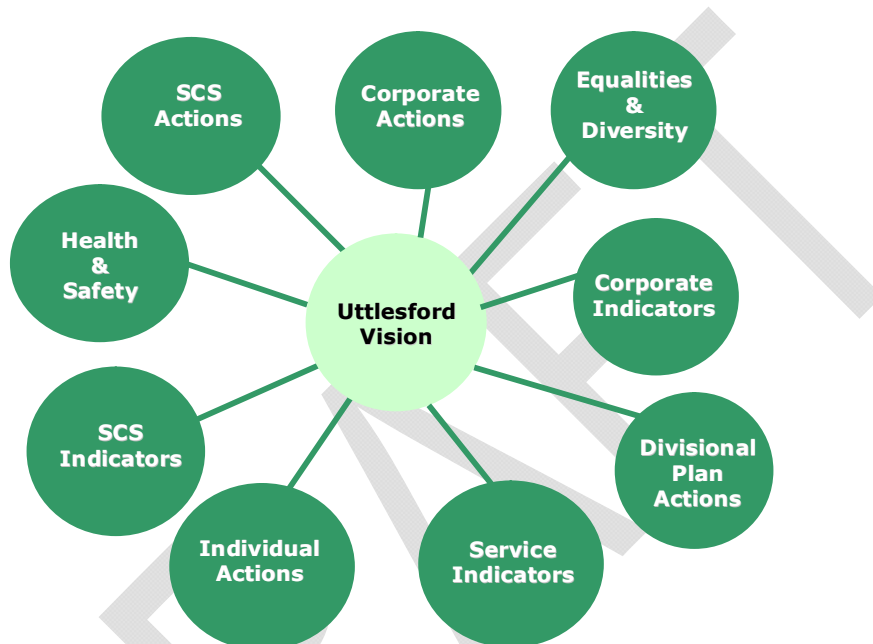 SCS
Actions
Corporate
Actions
Equalities
&
Diversity
Health
&
Safety
Uttlesford
Vision
Corporate
Indicators
SCS
Indicators
Divisional
Plan
Actions
Individual
Actions
Service
Indicators